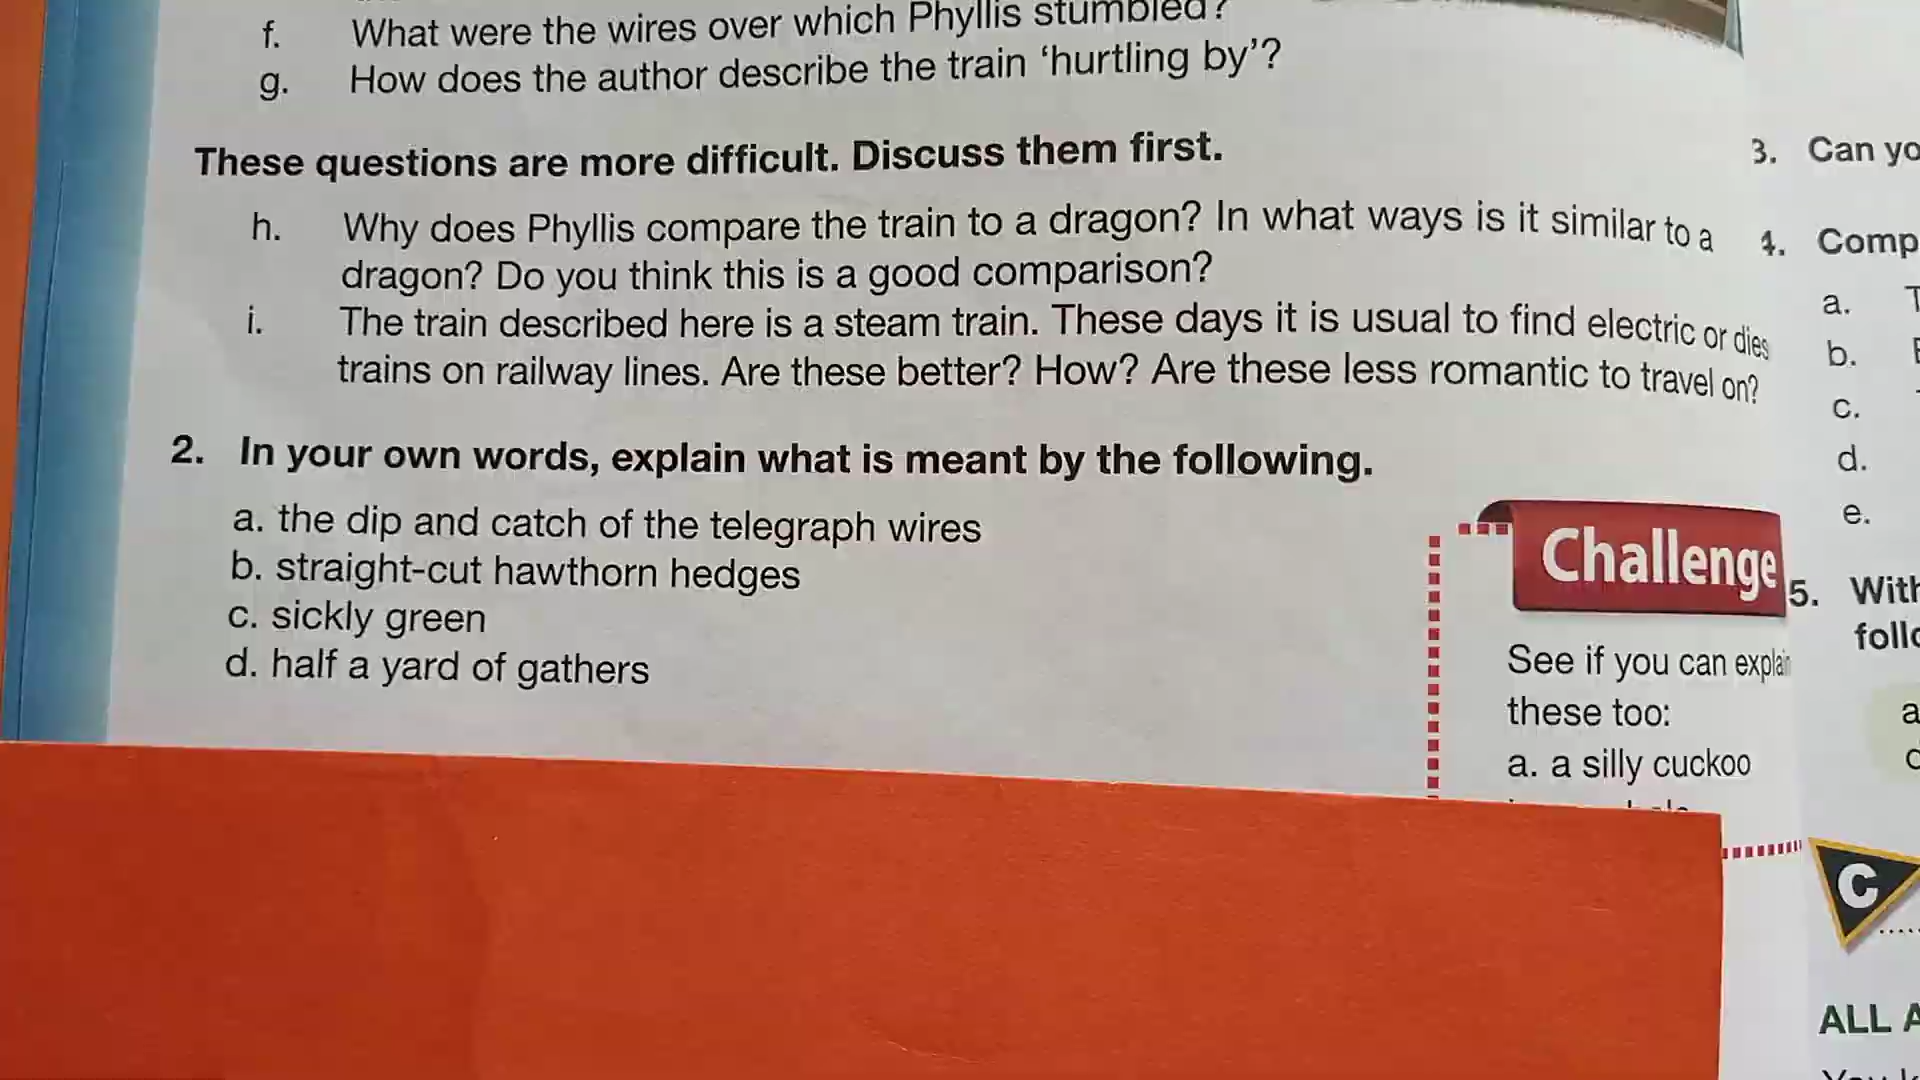 f. What were the wires over which Phyllis stumbled?
g. How does the author describe the train ‘hurtling by’?
These questions are more difficult. Discuss them first.
h. Why does Phyllis compare the train to a dragon? In what ways is it similar to a
dragon? Do you think this is a good comparison?
i. The train described here is a steam train. These days it is usual to find electric or dies
trains on railway lines. Are these better? How? Are these less romantic to travel on?
2. In your own words, explain what is meant by the following.
a. the dip and catch of the telegraph wires
b. straight-cut hawthorn hedges
c. sickly green
d. half a yard of gathers
Challenge
See if you can explain
these too:
a. a silly cuckoo
3. Can yo
4. Comp
a. T
b.
c.
d.
e.
5. With
follo
a
c
C
ALL A